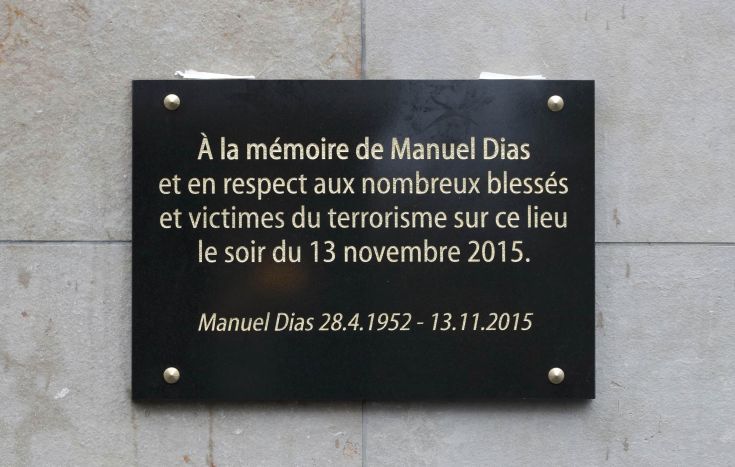 À la mémoire de Manuel Dias
et en respect aux nombreux blessés
et victimes du terrorisme sur ce lieu
le soir du 13 novembre 2015.
Manuel Dias 28.4.1952 - 13.11.2015